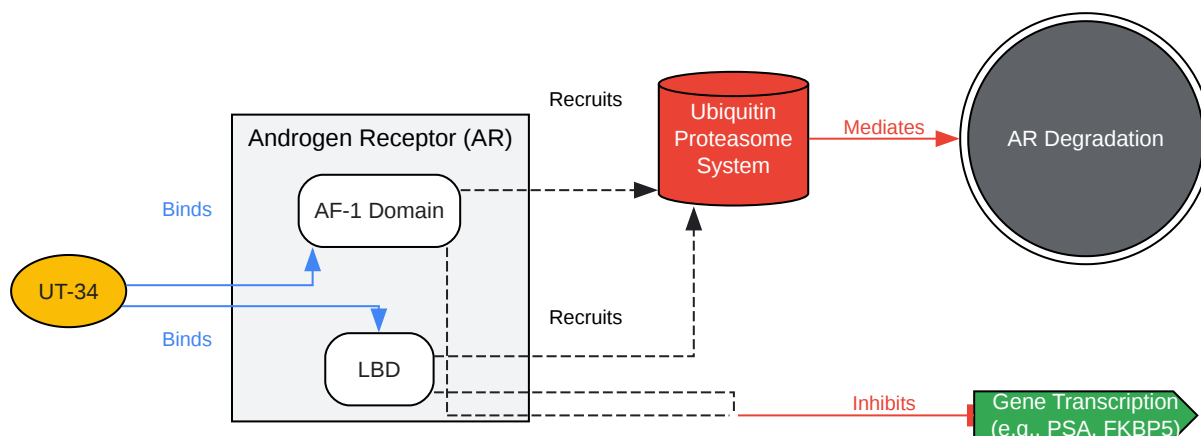 Recruits
Ubiquitin
Proteasome
System
Mediates
AR Degradation
Androgen Receptor (AR)
AF-1 Domain
Binds
UT-34
Binds
Recruits
LBD
Inhibits
Gene Transcription
(e.g., PSA, FKBP5)